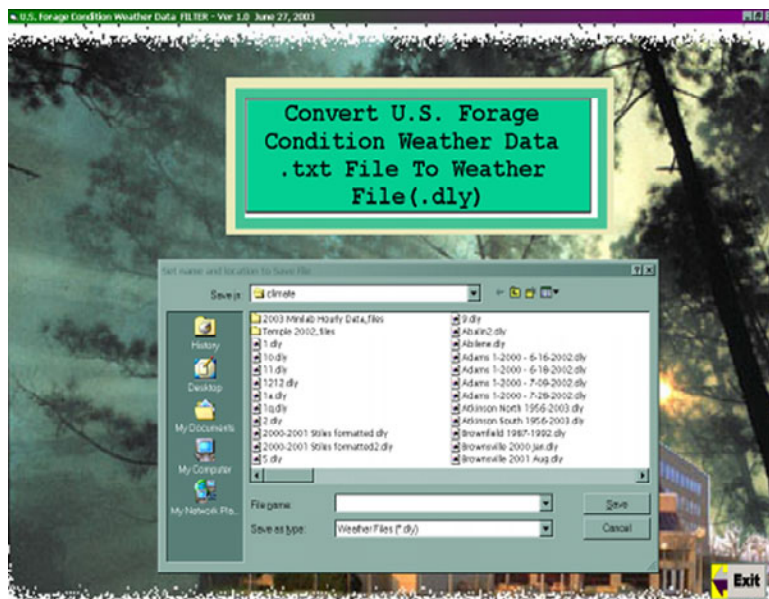 U.S. Forage Condition Weather Data FILTER - Ver 1.0 June 27, 2003
Convert U.S. Forage
Condition Weather Data
.txt File To Weather
File(.dly)
Set name and location to Save File
Save in:
climate
History
Desktop
My Documents
My Computer
My Network Pla...
2003 Minilab Hourly Data_files
Temple 2002_files
1.dly
10.dly
11.dly
1212.dly
1a.dly
1q.dly
2.dly
2000-2001 Stiles formatted.dly
2000-2001 Stiles formatted2.dly
5.dly
9.dly
Abalin2.dly
Abilene.dly
Adams 1-2000 - 6-16-2002.dly
Adams 1-2000 - 6-18-2002.dly
Adams 1-2000 - 7-09-2002.dly
Adams 1-2000 - 7-28-2002.dly
Atkinson North 1956-2003.dly
Atkinson South 1956-2003.dly
Brownfield 1987-1992.dly
Brownsville 2000 Jan.dly
Brownsville 2001 Aug.dly
File name:
Save
Save as type:
Weather Files (*.dly)
Cancel
Exit